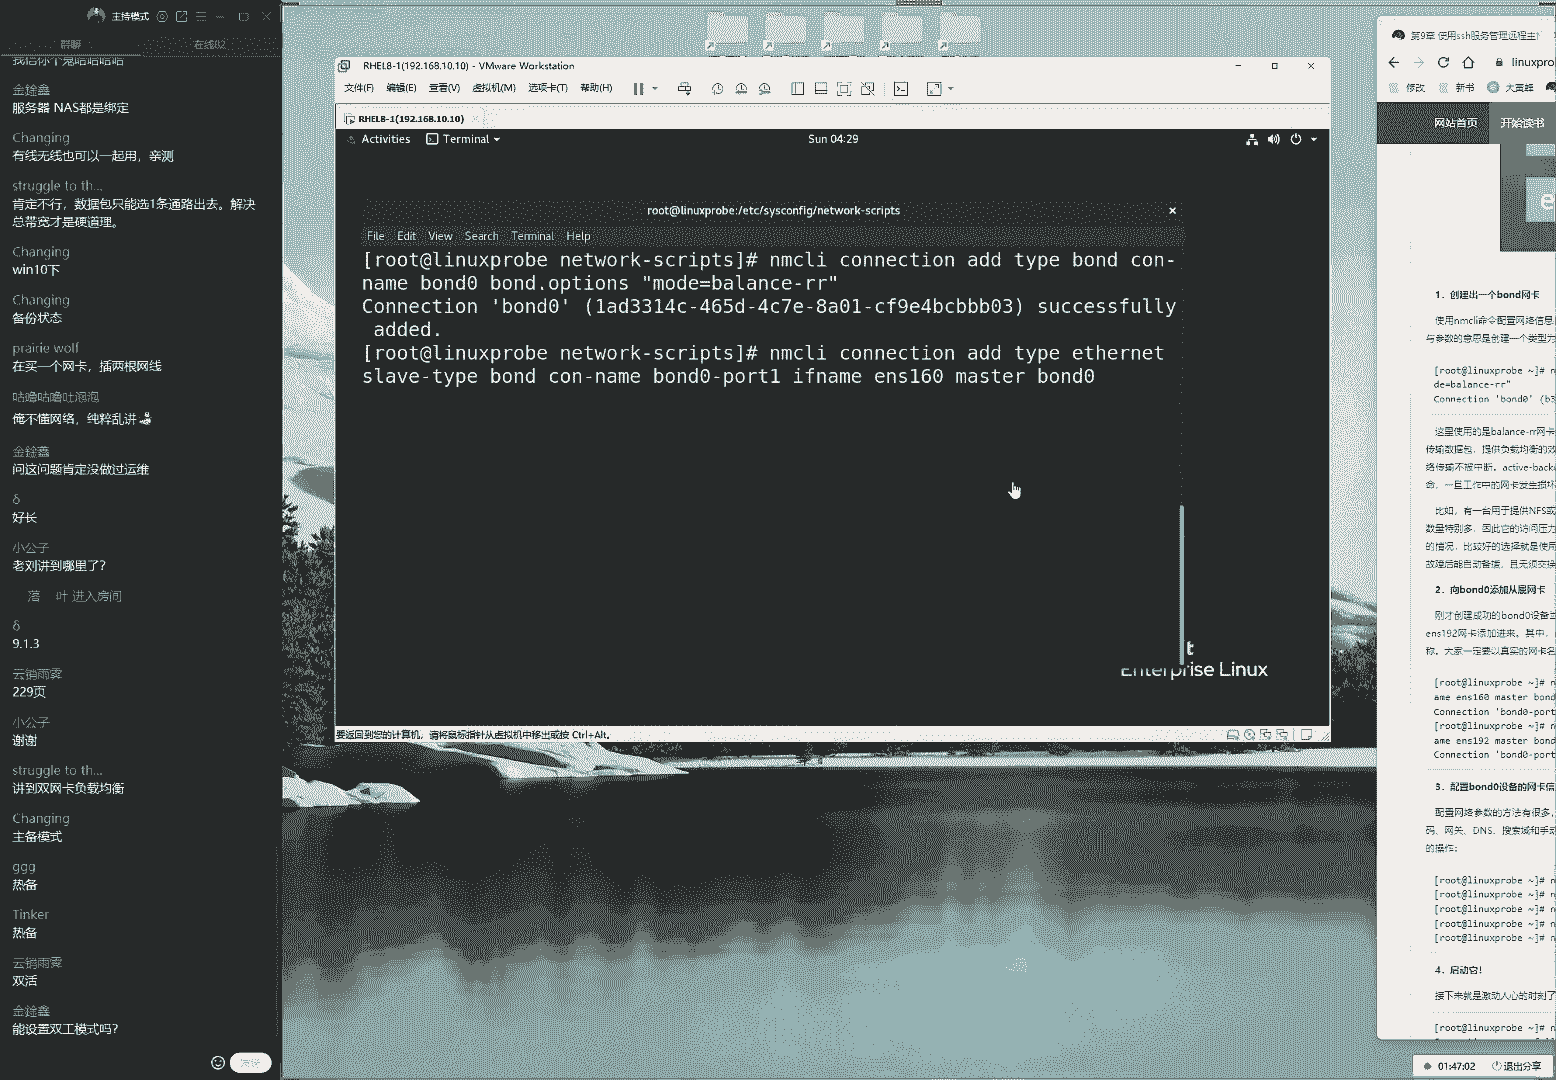 主持模式
群聊
在线62
我信你个鬼哈哈哈哈
金鎚鑫
服务器 NAS都是绑定
Changing
有线无线也可以一起用，亲测
struggle to th...
肯定不行，数据包只能选1条通路出去。解决
总带宽才是硬道理。
Changing
win10下
Changing
备份状态
prairie wolf
在买一个网卡，插两根网线
咕噜咕噜吐泡泡
俺不懂网络，纯粹乱讲
金鎚鑫
问这问题肯定没做过运维
δ
好长
小公子
老刘讲到哪里了？
落 叶 进入房间
δ
9.1.3
云销雨霁
229页
小公子
谢谢
struggle to th...
讲到双网卡负载均衡
Changing
主备模式
ggg
热备
Tinker
热备
云销雨霁
双活
金鎚鑫
能设置双工模式吗？
发送
RHEL8-1(192.168.10.10) - VMware Workstation
文件(F) 编辑(E) 查看(V) 虚拟机(M) 选项卡(T) 帮助(H)
RHEL8-1(192.168.10.10)
Activities Terminal Sun 04:29
root@linuxprobe:/etc/sysconfig/network-scripts
File Edit View Search Terminal Help
[root@linuxprobe network-scripts]# nmcli connection add type bond con-
name bond0 bond.options "mode=balance-rr"
Connection 'bond0' (1ad3314c-465d-4c7e-8a01-cf9e4bcbbb03) successfully
added.
[root@linuxprobe network-scripts]# nmcli connection add type ethernet
slave-type bond con-name bond0-port1 ifname ens160 master bond0
t
Enterprise Linux
要返回到您的计算机，请将鼠标指针从虚拟机中移出或按 Ctrl+Alt。
第9章 使用ssh服务管理远程主
linuxpro
修改 新书 大黄蜂
网站首页 开始读书
1．创建出一个bond网卡
使用nmcli命令配置网络信息
与参数的意思是创建一个类型为
[root@linuxprobe ~]# n
de=balance-rr"
Connection 'bond0' (b3
这里使用的是balance-rr网卡
传输数据包，提供负载均衡的效
络传输不被中断。active-back
命，一旦工作中的网卡发生损坏
比如，有一台用于提供NFS或
数量特别多，因此它的访问压力
的情况，比较好的选择就是使用
故障后能自动备援，且无须交换
2．向bond0添加从属网卡
刚才创建成功的bond0设备
ens192网卡添加进来。其中，
称。大家一定要以真实的网卡名
[root@linuxprobe ~]# n
ame ens160 master bond
Connection 'bond0-port
[root@linuxprobe ~]# n
ame ens192 master bond
Connection 'bond0-port
3．配置bond0设备的网卡信
配置网络参数的方法有很多，
码、网关、DNS、搜索域和手动
的操作：
[root@linuxprobe ~]# n
[root@linuxprobe ~]# n
[root@linuxprobe ~]# n
[root@linuxprobe ~]# n
[root@linuxprobe ~]# n
4．启动它！
接下来就是激动人心的时刻了
[root@linuxprobe ~]# n
01:47:02 退出分享